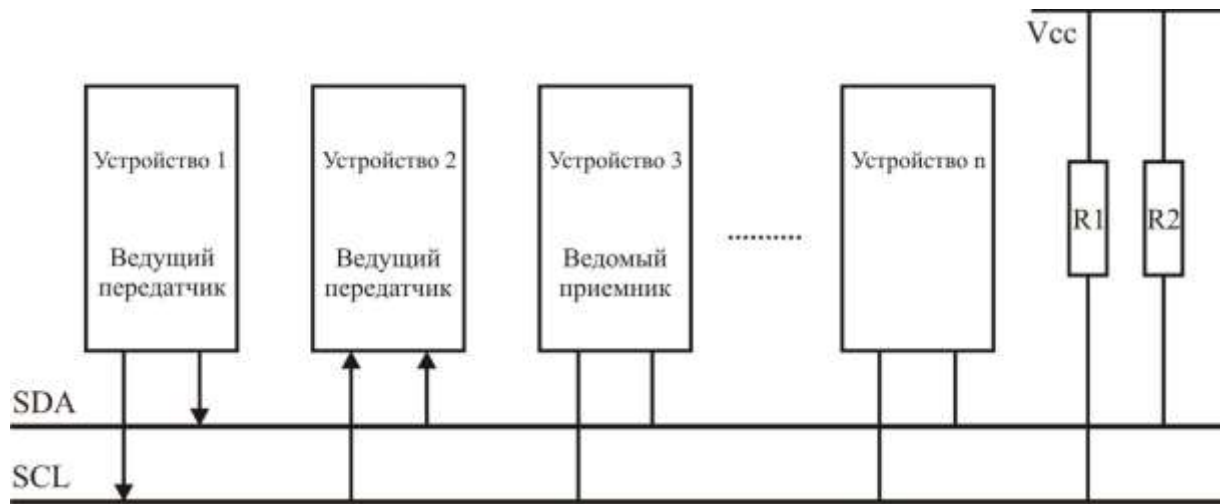 Vcc
Устройство 1
Ведущий
передатчик
Устройство 2
Ведущий
передатчик
Устройство 3
Ведомый
приемник
..........
Устройство n
R1
R2
SDA
SCL